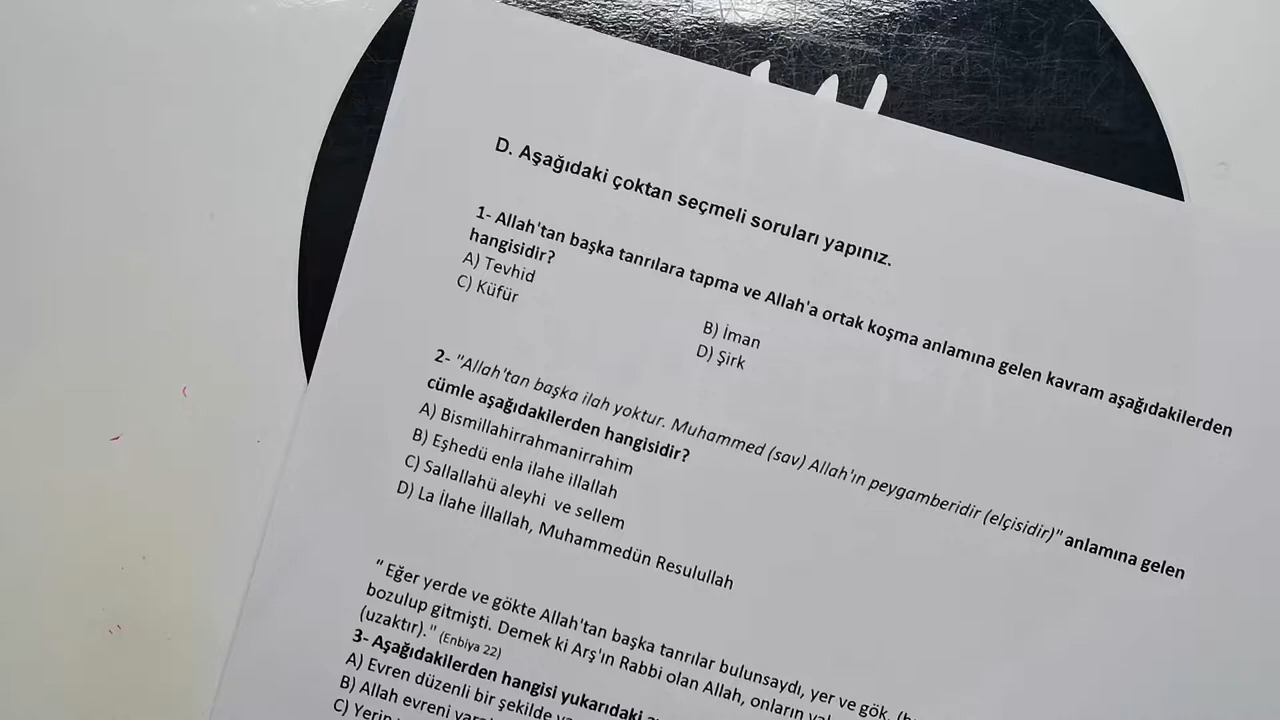 D. Aşağıdaki çoktan seçmeli soruları yapınız.
1- Allah'tan başka tanrılara tapma ve Allah'a ortak koşma anlamına gelen kavram aşağıdakilerden
hangisidir?
A) Tevhid
B) İman
C) Küfür
D) Şirk
2- "Allah'tan başka ilah yoktur. Muhammed (sav) Allah'ın peygamberidir (elçisidir)" anlamına gelen
cümle aşağıdakilerden hangisidir?
A) Bismillahirrahmanirrahim
B) Eşhedü enla ilahe illallah
C) Sallallahü aleyhi ve sellem
D) La İlahe İllallah, Muhammedün Resulullah
" Eğer yerde ve gökte Allah'tan başka tanrılar bulunsaydı, yer ve gök,
bozulup gitmişti. Demek ki Arş'ın Rabbi olan Allah, onların
(uzaktır)." (Enbiya 22)
3- Aşağıdakilerden hangisi yukarıdaki
A) Evren düzenli bir şekilde
B) Allah evreni
C) Yerin